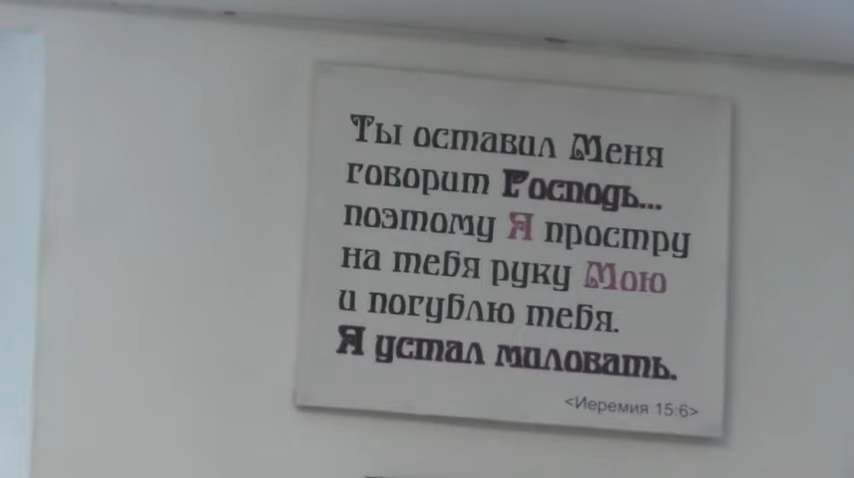 Ты оставил Меня
говорит Господь...
поэтому Я простру
на тебя руку Мою
и погублю тебя.
Я устал миловать.
<Иеремия 15:6>